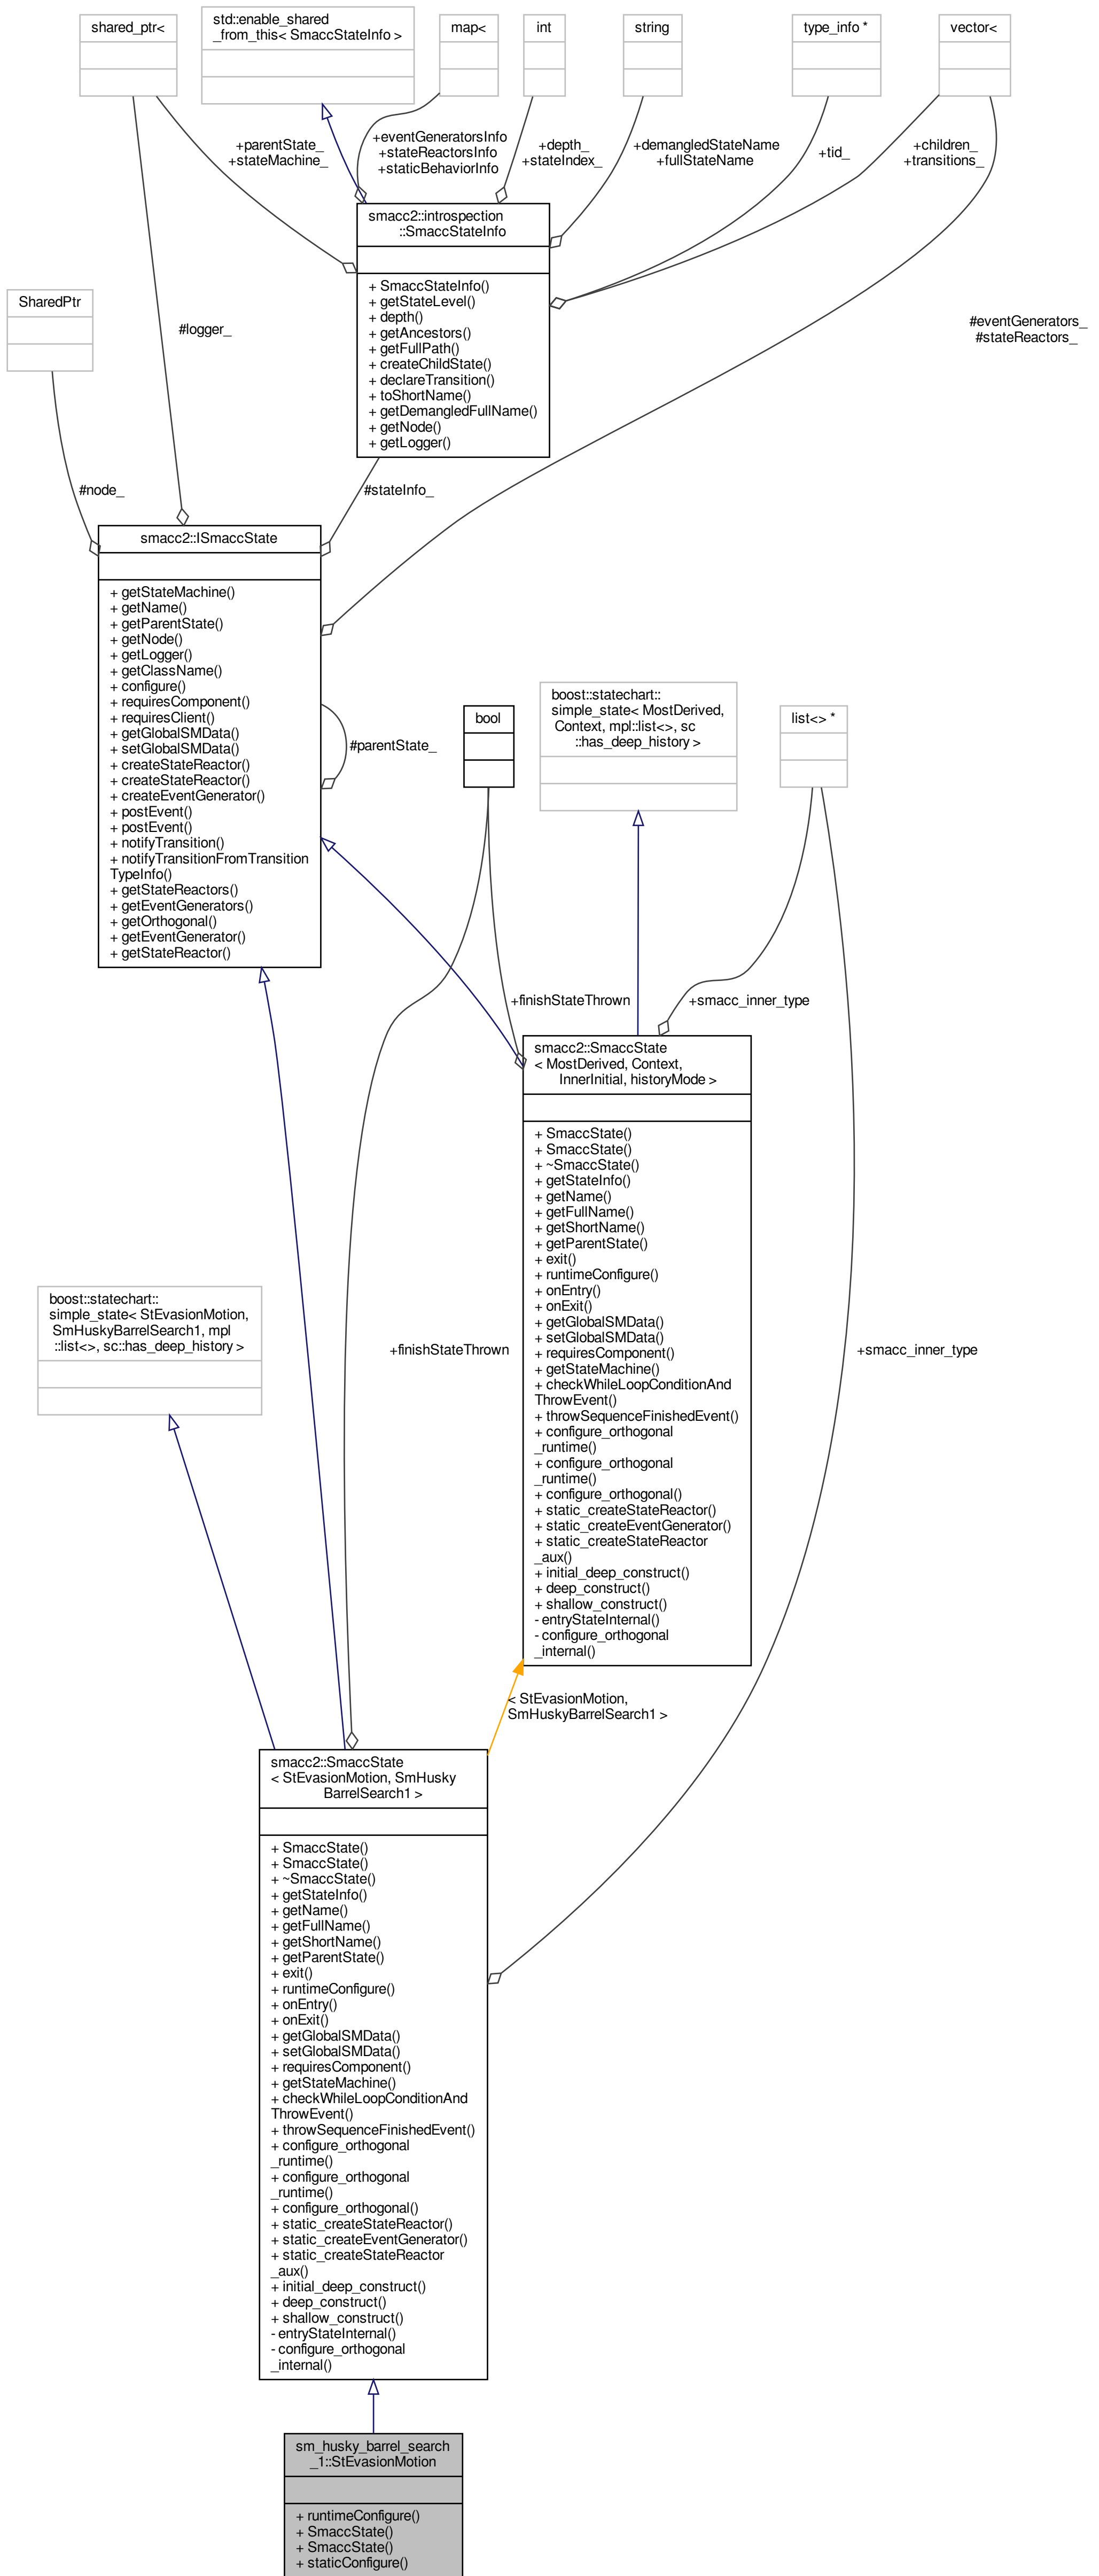 shared_ptr<
std::enable_shared
_from_this< SmaccStateInfo >
map<
int
string
type_info *
vector<
+parentState_
+stateMachine_
+eventGeneratorsInfo
+stateReactorsInfo
+staticBehaviorInfo
+depth_
+stateIndex_
+demangledStateName
+fullStateName
+tid_
+children_
+transitions_
smacc2::introspection
::SmaccStateInfo
+ SmaccStateInfo()
+ getStateLevel()
+ depth()
+ getAncestors()
+ getFullPath()
+ createChildState()
+ declareTransition()
+ toShortName()
+ getDemangledFullName()
+ getNode()
+ getLogger()
SharedPtr
#logger_
#eventGenerators_
#stateReactors_
#node_
#stateInfo_
smacc2::ISmaccState
+ getStateMachine()
+ getName()
+ getParentState()
+ getNode()
+ getLogger()
+ getClassName()
+ configure()
+ requiresComponent()
+ requiresClient()
+ getGlobalSMData()
+ setGlobalSMData()
+ createStateReactor()
+ createStateReactor()
+ createEventGenerator()
+ postEvent()
+ postEvent()
+ notifyTransition()
+ notifyTransitionFromTransition
TypeInfo()
+ getStateReactors()
+ getEventGenerators()
+ getOrthogonal()
+ getEventGenerator()
+ getStateReactor()
#parentState_
bool
boost::statechart::
simple_state< MostDerived,
Context, mpl::list<>, sc
::has_deep_history >
list<> *
+finishStateThrown
+smacc_inner_type
smacc2::SmaccState
< MostDerived, Context,
InnerInitial, historyMode >
+ SmaccState()
+ SmaccState()
+ ~SmaccState()
+ getStateInfo()
+ getName()
+ getFullName()
+ getShortName()
+ getParentState()
+ exit()
+ runtimeConfigure()
+ onEntry()
+ onExit()
+ getGlobalSMData()
+ setGlobalSMData()
+ requiresComponent()
+ getStateMachine()
+ checkWhileLoopConditionAnd
ThrowEvent()
+ throwSequenceFinishedEvent()
+ configure_orthogonal
_runtime()
+ configure_orthogonal
_runtime()
+ configure_orthogonal()
+ static_createStateReactor()
+ static_createEventGenerator()
+ static_createStateReactor
_aux()
+ initial_deep_construct()
+ deep_construct()
+ shallow_construct()
- entryStateInternal()
- configure_orthogonal
_internal()
boost::statechart::
simple_state< StEvasionMotion,
SmHuskyBarrelSearch1, mpl
::list<>, sc::has_deep_history >
+finishStateThrown
+smacc_inner_type
< StEvasionMotion,
SmHuskyBarrelSearch1 >
smacc2::SmaccState
< StEvasionMotion, SmHusky
BarrelSearch1 >
+ SmaccState()
+ SmaccState()
+ ~SmaccState()
+ getStateInfo()
+ getName()
+ getFullName()
+ getShortName()
+ getParentState()
+ exit()
+ runtimeConfigure()
+ onEntry()
+ onExit()
+ getGlobalSMData()
+ setGlobalSMData()
+ requiresComponent()
+ getStateMachine()
+ checkWhileLoopConditionAnd
ThrowEvent()
+ throwSequenceFinishedEvent()
+ configure_orthogonal
_runtime()
+ configure_orthogonal
_runtime()
+ configure_orthogonal()
+ static_createStateReactor()
+ static_createEventGenerator()
+ static_createStateReactor
_aux()
+ initial_deep_construct()
+ deep_construct()
+ shallow_construct()
- entryStateInternal()
- configure_orthogonal
_internal()
sm_husky_barrel_search
_1::StEvasionMotion
+ runtimeConfigure()
+ SmaccState()
+ SmaccState()
+ staticConfigure()